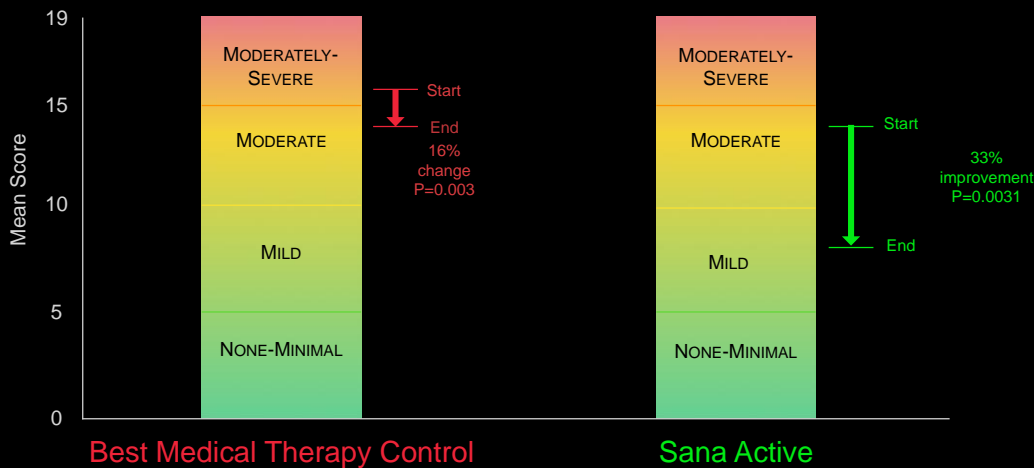 19
15
10
5
0
Mean Score
MODERATELY-
SEVERE
MODERATE
MILD
NONE-MINIMAL
Start
End
16%
change
P=0.003
MODERATELY-
SEVERE
MODERATE
MILD
NONE-MINIMAL
Start
End
33%
improvement
P=0.0031
Best Medical Therapy Control
Sana Active